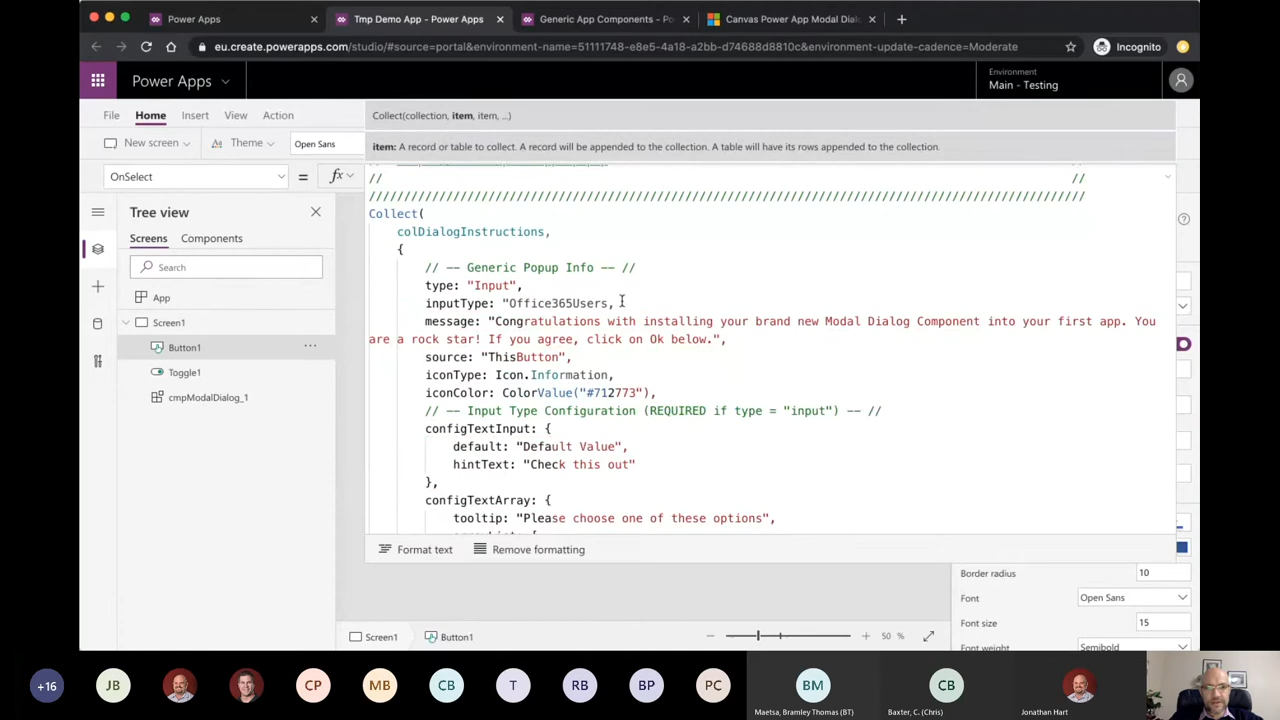 Power Apps
Tmp Demo App - Power Apps
Generic App Components - Po
Canvas Power App Modal Dialo
eu.create.powerapps.com/studio/#source=portal&environment-name=51111748-e8e5-4a18-a2bb-d74688d8810c&environment-update-cadence=Moderate
Incognito
Power Apps
Environment
Main - Testing
File Home Insert View Action
Collect(collection, item, item, ...)
New screen Theme Open Sans
item: A record or table to collect. A record will be appended to the collection. A table will have its rows appended to the collection.
OnSelect = fx
// //
////////////////////////////////////////////////////////////////////////////////////////////////////
Tree view
Screens Components
Search
App
Screen1
Button1 ...
Toggle1
cmpModalDialog_1
Collect(
colDialogInstructions,
{
// -- Generic Popup Info -- //
type: "Input",
inputType: "Office365Users,
message: "Congratulations with installing your brand new Modal Dialog Component into your first app. You
are a rock star! If you agree, click on Ok below.",
source: "ThisButton",
iconType: Icon.Information,
iconColor: ColorValue("#712773"),
// -- Input Type Configuration (REQUIRED if type = "input") -- //
configTextInput: {
default: "Default Value",
hintText: "Check this out"
},
configTextArray: {
tooltip: "Please choose one of these options",
Format text Remove formatting
Border radius 10
Font Open Sans
Font size 15
Font weight Semibold
Screen1 Button1
50 %
+16 JB CP MB CB T RB BP PC BM CB
Maetsa, Bramley Thomas (BT) Baxter, C. (Chris) Jonathan Hart